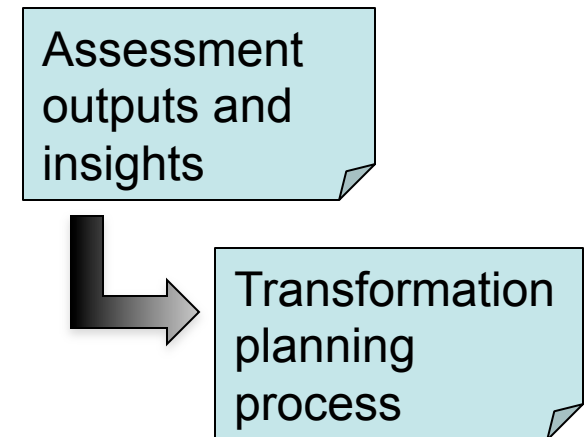 Assessment
outputs and
insights
Transformation
planning
process